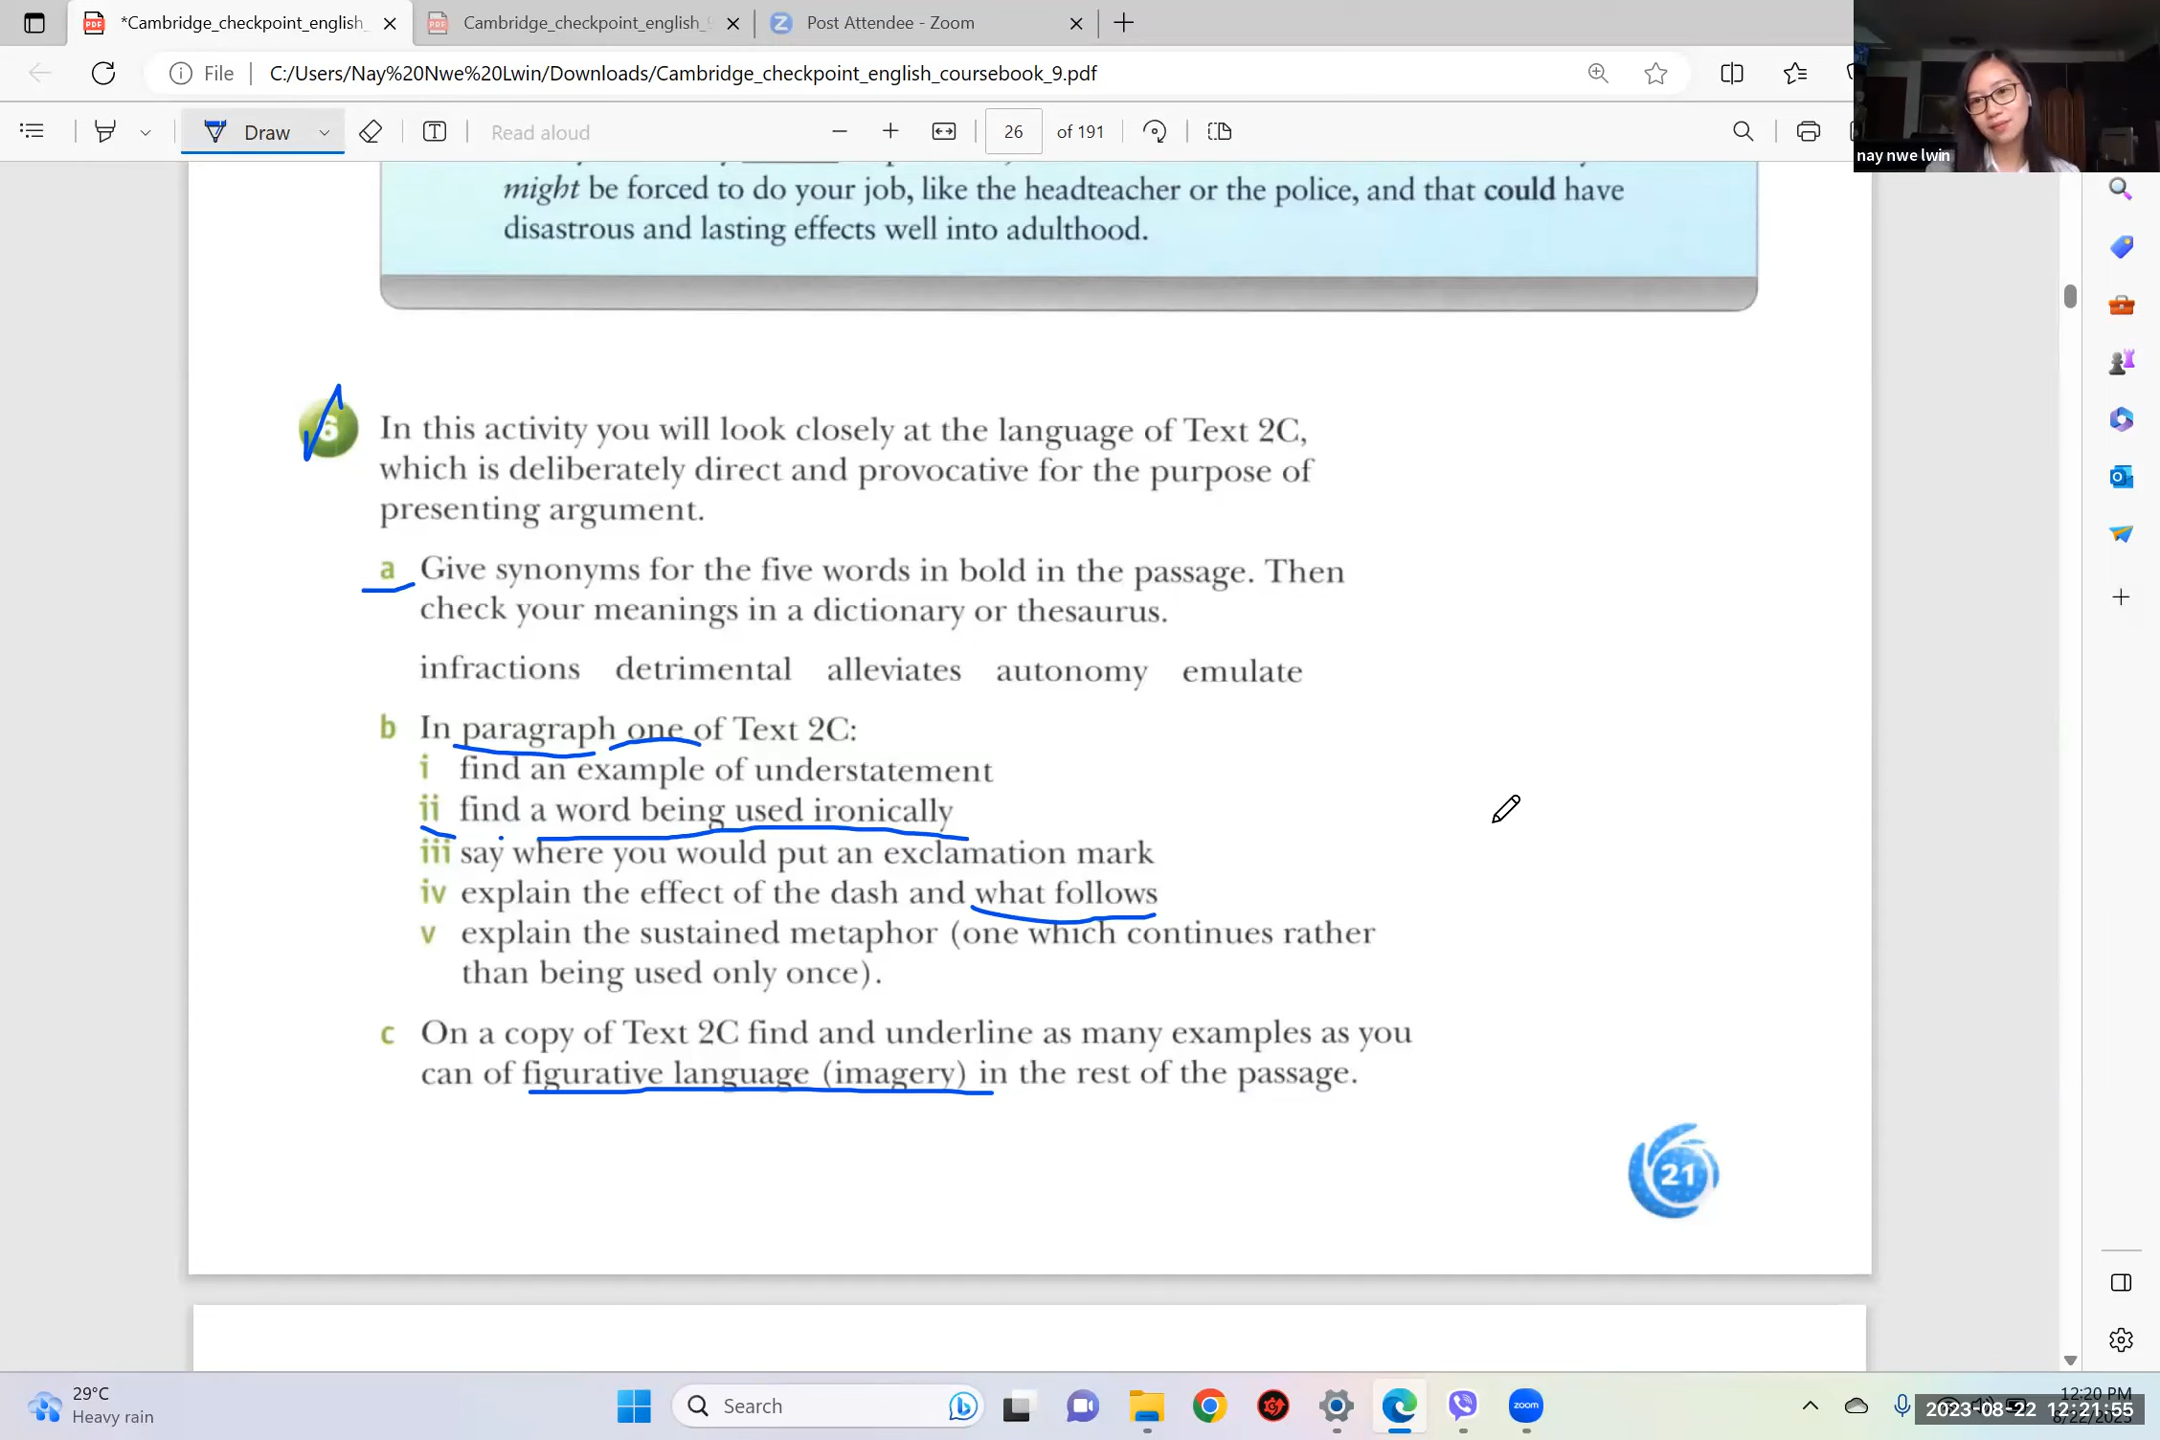 *Cambridge_checkpoint_english_
Cambridge_checkpoint_english_
Post Attendee - Zoom
File
C:/Users/Nay%20Nwe%20Lwin/Downloads/Cambridge_checkpoint_english_coursebook_9.pdf
Draw
Read aloud
26
of 191
nay nwe lwin
might be forced to do your job, like the headteacher or the police, and that could have
disastrous and lasting effects well into adulthood.
6
In this activity you will look closely at the language of Text 2C,
which is deliberately direct and provocative for the purpose of
presenting argument.
a Give synonyms for the five words in bold in the passage. Then
check your meanings in a dictionary or thesaurus.
infractions detrimental alleviates autonomy emulate
b In paragraph one of Text 2C:
i find an example of understatement
ii find a word being used ironically
iii say where you would put an exclamation mark
iv explain the effect of the dash and what follows
v explain the sustained metaphor (one which continues rather
than being used only once).
c On a copy of Text 2C find and underline as many examples as you
can of figurative language (imagery) in the rest of the passage.
21
29°C
Heavy rain
Search
zoom
12:20 PM
2023-08-22 12:21:55